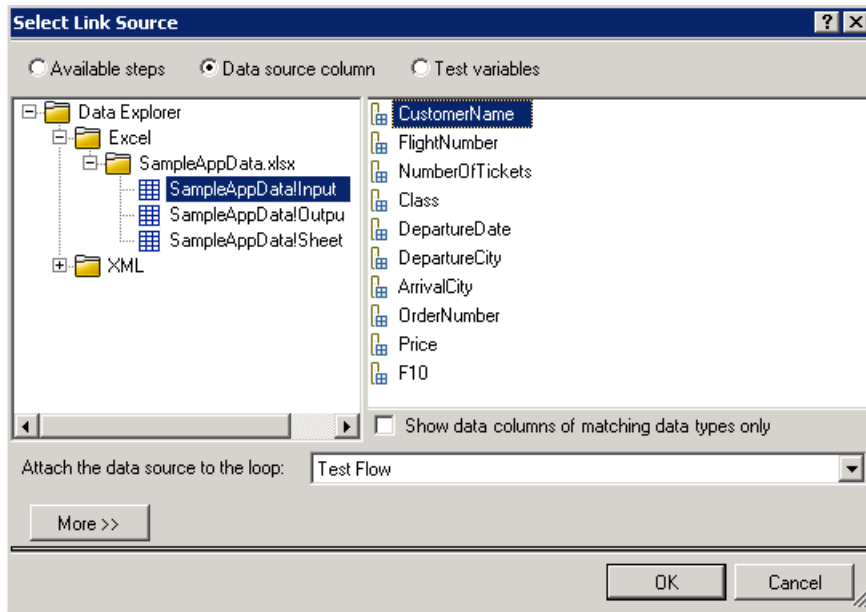 Select Link Source
Available steps Data source column Test variables
Data Explorer
Excel
SampleAppData.xlsx
SampleAppData!Input
SampleAppData!Outpu
SampleAppData!Sheet
XML
CustomerName
FlightNumber
NumberOfTickets
Class
DepartureDate
DepartureCity
ArrivalCity
OrderNumber
Price
F10
Show data columns of matching data types only
Attach the data source to the loop: Test Flow
More >>
OK Cancel